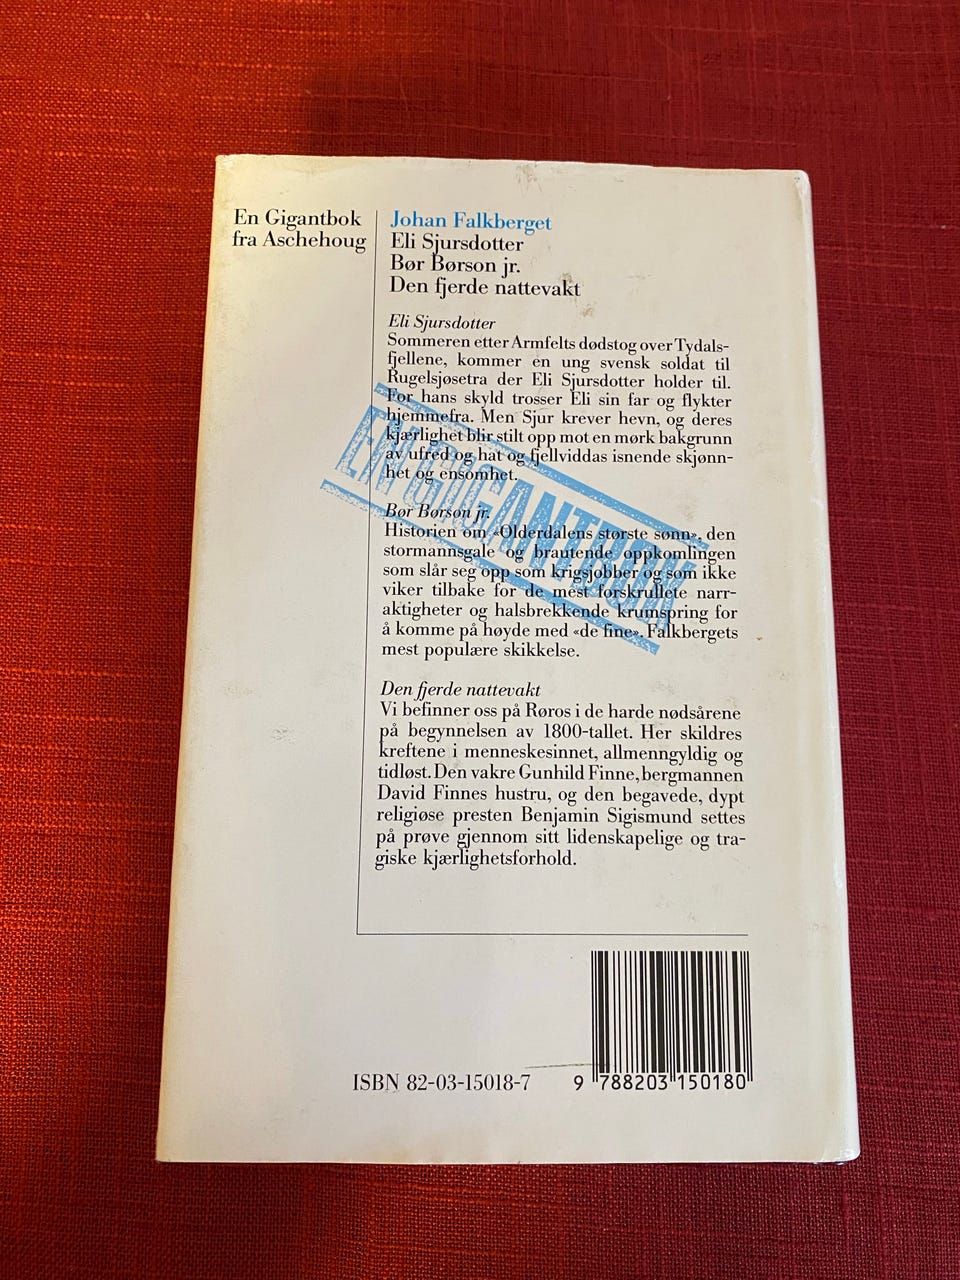 En Gigantbok
fra Aschehoug
Johan Falkberget
Eli Sjursdotter
Bør Børson jr.
Den fjerde nattevakt
Eli Sjursdotter
Sommeren etter Armfelts dødstog over Tydals-
fjellene, kommer en ung svensk soldat til
Rugelsjøsetra der Eli Sjursdotter holder til.
For hans skyld trosser Eli sin far og flykter
hjemmefra. Men Sjur krever hevn, og deres
kjærlighet blir stilt opp mot en mørk bakgrunn
av ufred og hat og fjellviddas isnende skjønn-
het og ensomhet.
EN GIGANTBOK
Bør Børson jr.
Historien om «Olderdalens største sønn», den
stormannsgale og brautende oppkomlingen
som slår seg opp som krigsjobber og som ikke
viker tilbake for de mest forskrullete narr-
aktigheter og halsbrekkende krumspring for
å komme på høyde med «de fine». Falkbergets
mest populære skikkelse.
Den fjerde nattevakt
Vi befinner oss på Røros i de harde nødsårene
på begynnelsen av 1800-tallet. Her skildres
kreftene i menneskesinnet, allmenngyldig og
tidløst. Den vakre Gunhild Finne, bergmannen
David Finnes hustru, og den begavede, dypt
religiøse presten Benjamin Sigismund settes
på prøve gjennom sitt lidenskapelige og tra-
giske kjærlighetsforhold.
ISBN 82-03-15018-7
9 788203 150180